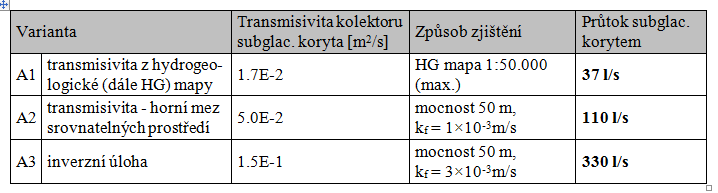 Varianta
Transmisivita kolektoru
subglac. koryta [m²/s]
Způsob zjištění
Průtok subglac.
korytem
A1
transmisivita z hydrogeo-
logické (dále HG) mapy
1.7E-2
HG mapa 1:50.000
(max.)
37 l/s
A2
transmisivita - horní mez
srovnatelných prostředí
5.0E-2
mocnost 50 m,
kf = 1×10-³m/s
110 l/s
A3
inverzní úloha
1.5E-1
mocnost 50 m,
kf = 3×10-³m/s
330 l/s